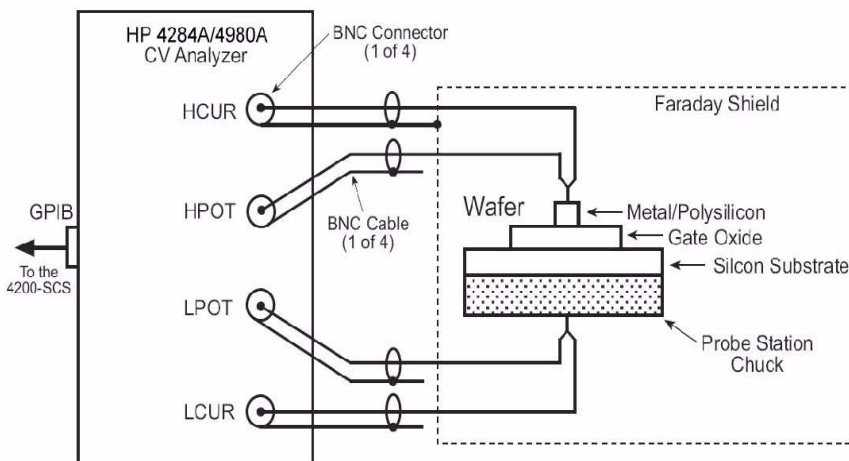 HP 4284A/4980A
CV Analyzer
BNC Connector
(1 of 4)
HCUR
Faraday Shield
HPOT
GPIB
BNC Cable
(1 of 4)
Wafer
Metal/Polysilicon
Gate Oxide
Silcon Substrate
To the
4200-SCS
LPOT
Probe Station
Chuck
LCUR